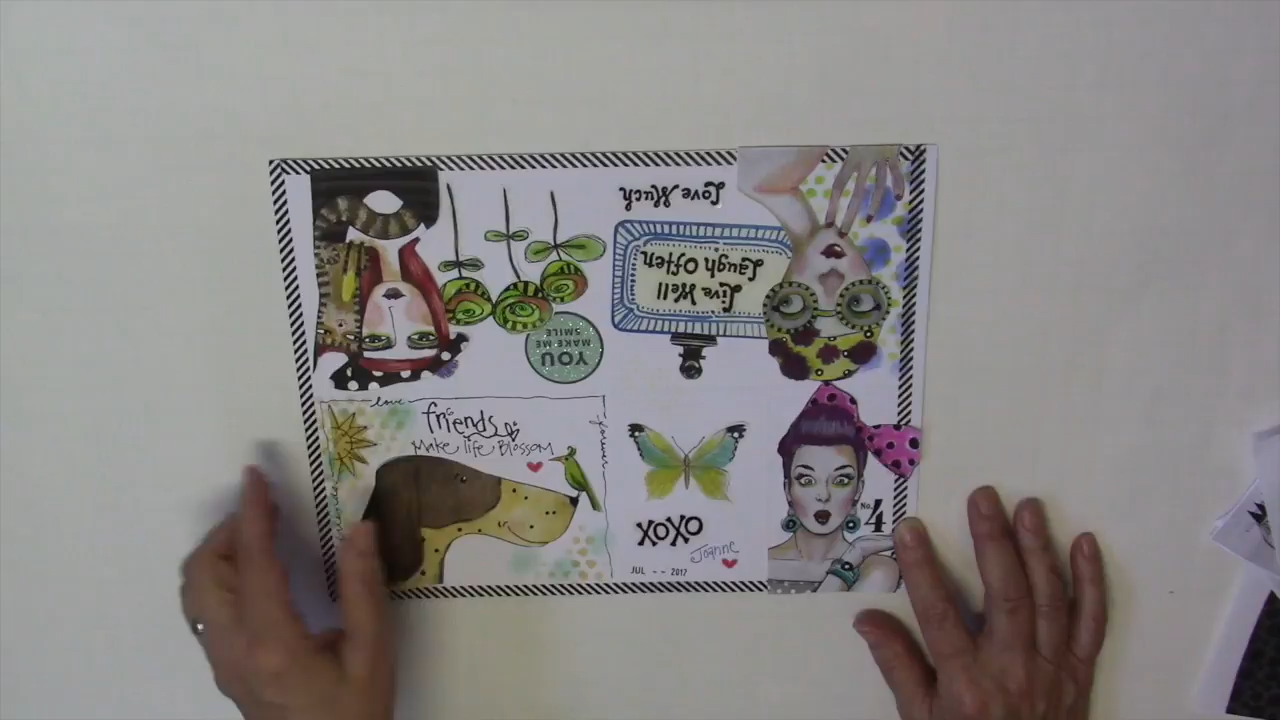 Love Much
Live Well
Laugh Often
YOU
MAKE ME
SMILE
love
friends
Make life Blossom
forever
No. 4
XOXO
Joanne
JUL -- 2017